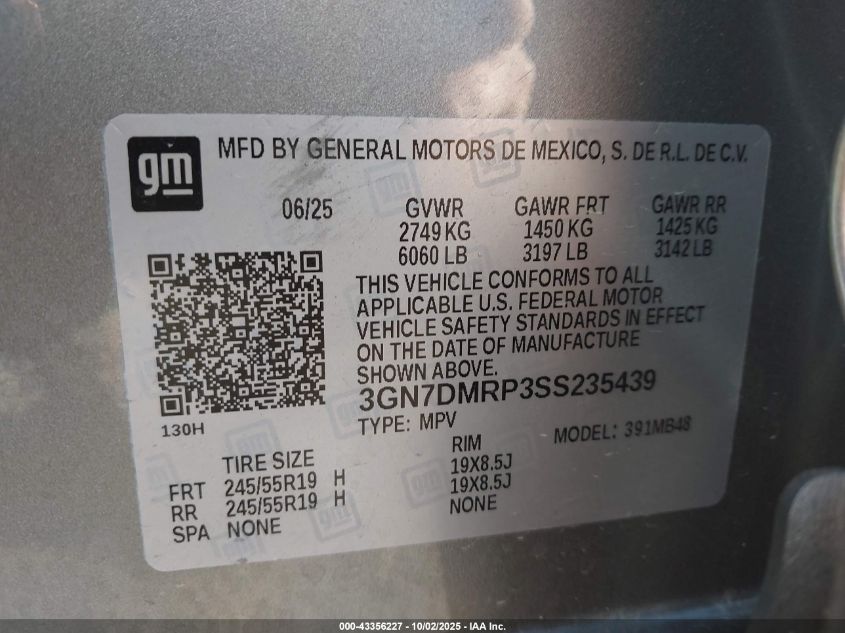 gm
MFD BY GENERAL MOTORS DE MEXICO, S. DE R.L. DE C.V.
06/25 GVWR GAWR FRT GAWR RR
2749 KG 1450 KG 1425 KG
6060 LB 3197 LB 3142 LB
THIS VEHICLE CONFORMS TO ALL
APPLICABLE U.S. FEDERAL MOTOR
VEHICLE SAFETY STANDARDS IN EFFECT
ON THE DATE OF MANUFACTURE
SHOWN ABOVE.
3GN7DMRP3SS235439
130H
TYPE: MPV MODEL: 391MB48
TIRE SIZE RIM
FRT 245/55R19 H 19X8.5J
RR 245/55R19 H 19X8.5J
SPA NONE NONE
000-43356227 - 10/02/2025 - IAA Inc.